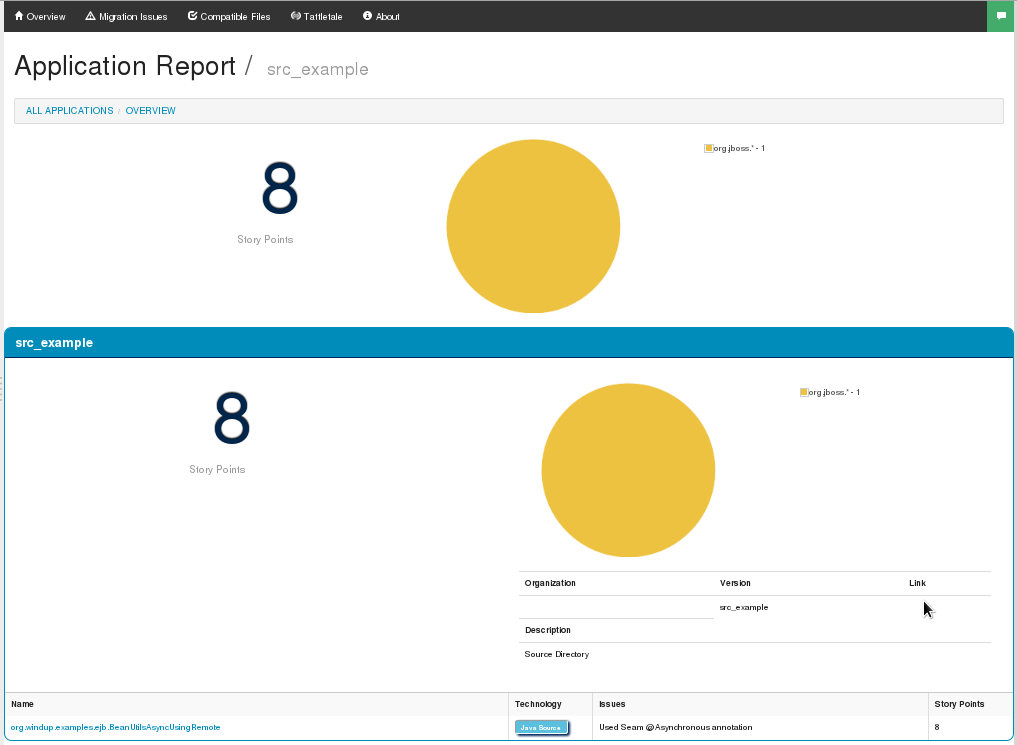 Overview Migration Issues Compatible Files Tattletale About
Application Report / src_example
ALL APPLICATIONS / OVERVIEW
org.jboss.* - 1
8
Story Points
src_example
org.jboss.* - 1
8
Story Points
Organization Version Link
src_example
Description
Source Directory
Name Technology Issues Story Points
org.windup.examples.ejb.BeanUtilsAsyncUsingRemote Java Source Used Seam @Asynchronous annotation 8